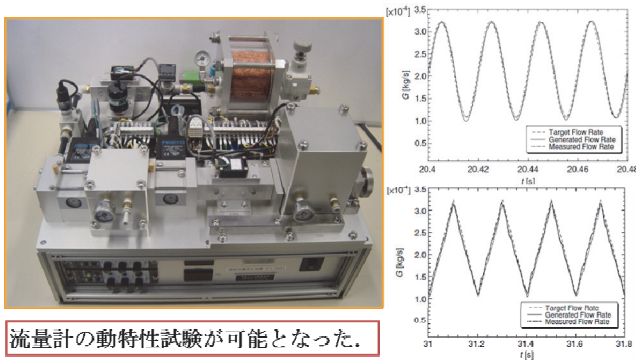 [×10⁻⁴]
3.5
3.0
2.5
2.0
1.5
1.0
0.5
G [kg/s]
Target Flow Rate
Generated Flow Rate
Measured Flow Rate
20.4 20.42 20.44 20.46 20.48
t [s]
[×10⁻⁴]
3.5
3.0
2.5
2.0
1.5
1.0
0.5
G [kg/s]
Target Flow Rate
Generated Flow Rate
Measured Flow Rate
31 31.2 31.4 31.6 31.8
t [s]
流量計の動特性試験が可能となった.